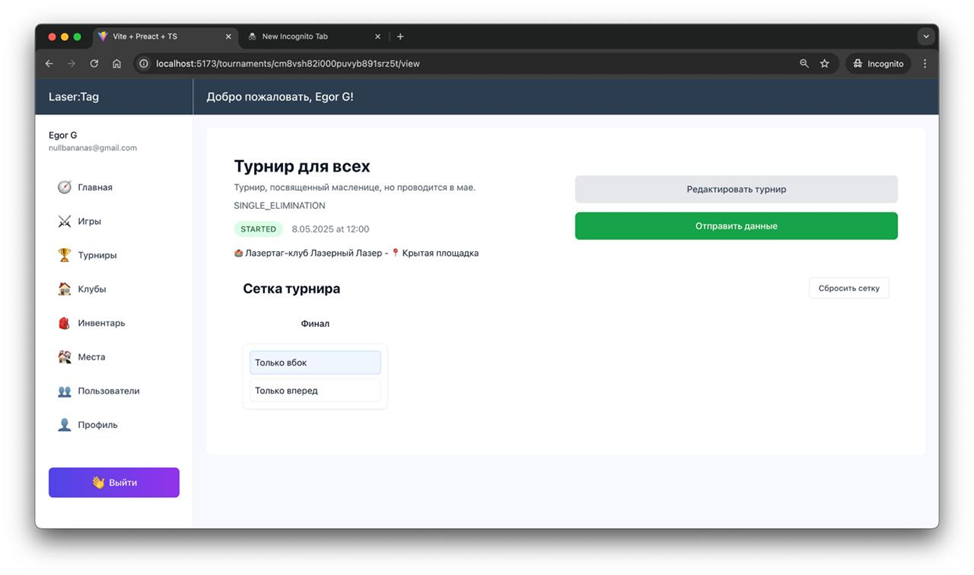 Vite + Preact + TS
New Incognito Tab
localhost:5173/tournaments/cm8vsh82i000puvyb891srz5t/view
Incognito
Laser:Tag
Добро пожаловать, Egor G!
Egor G
nullbananas@gmail.com
Главная
Игры
Турниры
Клубы
Инвентарь
Места
Пользователи
Профиль
Выйти
Турнир для всех
Турнир, посвященный масленице, но проводится в мае.
SINGLE_ELIMINATION
STARTED 8.05.2025 at 12:00
Лазертаг-клуб Лазерный Лазер - Крытая площадка
Редактировать турнир
Отправить данные
Сетка турнира
Сбросить сетку
Финал
Только вбок
Только вперед